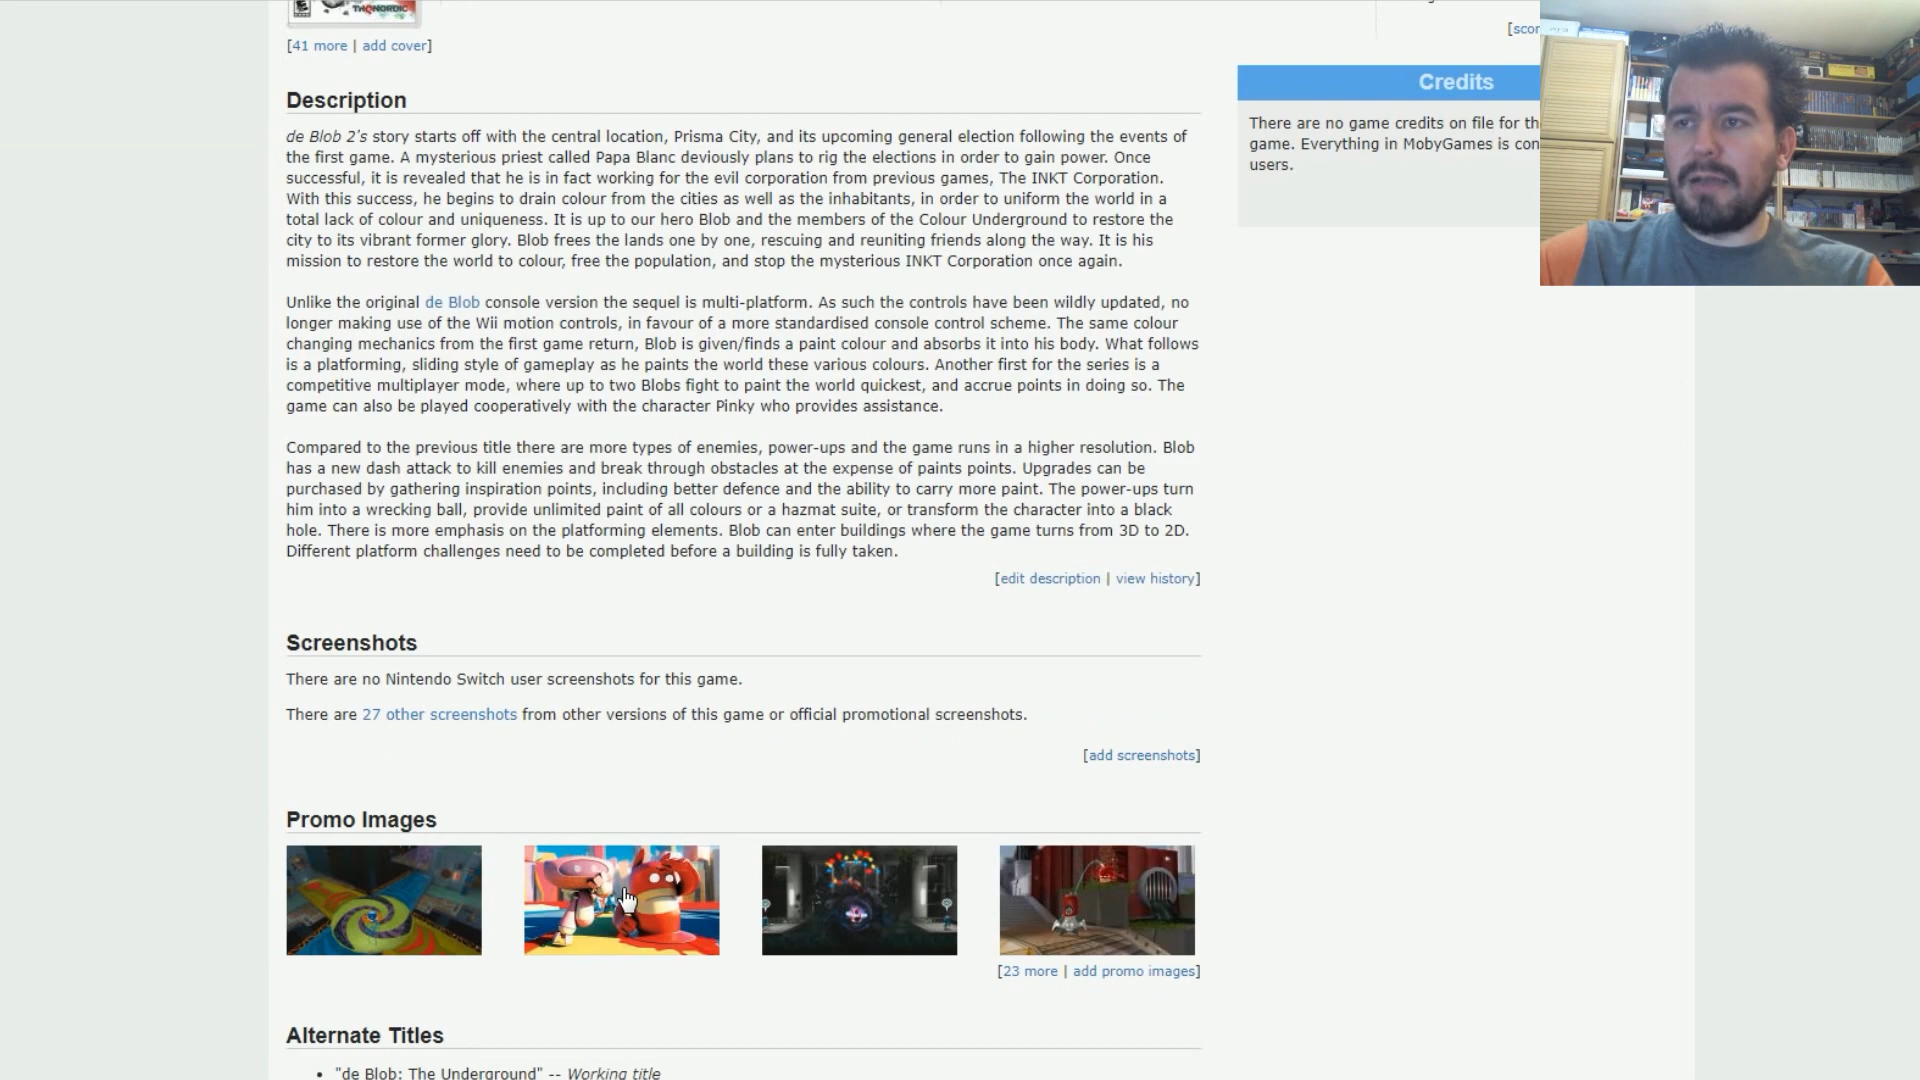 THQNORDIC
[41 more | add cover]
[scor
Credits
There are no game credits on file for th
game. Everything in MobyGames is con
users.
Description
de Blob 2's story starts off with the central location, Prisma City, and its upcoming general election following the events of
the first game. A mysterious priest called Papa Blanc deviously plans to rig the elections in order to gain power. Once
successful, it is revealed that he is in fact working for the evil corporation from previous games, The INKT Corporation.
With this success, he begins to drain colour from the cities as well as the inhabitants, in order to uniform the world in a
total lack of colour and uniqueness. It is up to our hero Blob and the members of the Colour Underground to restore the
city to its vibrant former glory. Blob frees the lands one by one, rescuing and reuniting friends along the way. It is his
mission to restore the world to colour, free the population, and stop the mysterious INKT Corporation once again.
Unlike the original de Blob console version the sequel is multi-platform. As such the controls have been wildly updated, no
longer making use of the Wii motion controls, in favour of a more standardised console control scheme. The same colour
changing mechanics from the first game return, Blob is given/finds a paint colour and absorbs it into his body. What follows
is a platforming, sliding style of gameplay as he paints the world these various colours. Another first for the series is a
competitive multiplayer mode, where up to two Blobs fight to paint the world quickest, and accrue points in doing so. The
game can also be played cooperatively with the character Pinky who provides assistance.
Compared to the previous title there are more types of enemies, power-ups and the game runs in a higher resolution. Blob
has a new dash attack to kill enemies and break through obstacles at the expense of paints points. Upgrades can be
purchased by gathering inspiration points, including better defence and the ability to carry more paint. The power-ups turn
him into a wrecking ball, provide unlimited paint of all colours or a hazmat suite, or transform the character into a black
hole. There is more emphasis on the platforming elements. Blob can enter buildings where the game turns from 3D to 2D.
Different platform challenges need to be completed before a building is fully taken.
[edit description | view history]
Screenshots
There are no Nintendo Switch user screenshots for this game.
There are 27 other screenshots from other versions of this game or official promotional screenshots.
[add screenshots]
Promo Images
[23 more | add promo images]
Alternate Titles
• "de Blob: The Underground" -- Working title